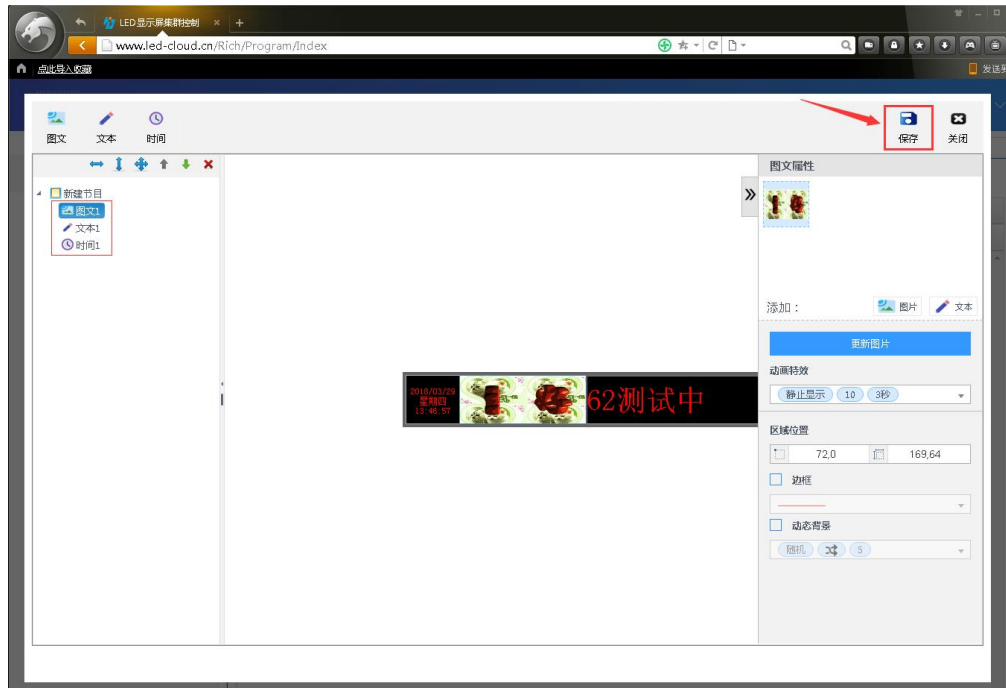 LED显示屏集群控制 × +
www.led-cloud.cn/Rich/Program/Index
点此导入收藏
图文 文本 时间 保存 关闭
新建节目
图文1
文本1
时间1
图文属性
添加： 图片 文本
更新图片
动画特效
静止显示 10 3秒
2018/03/29
星期四
13:46:57
62测试中
区域位置
72,0 169,64
边框
动态背景
随机 5